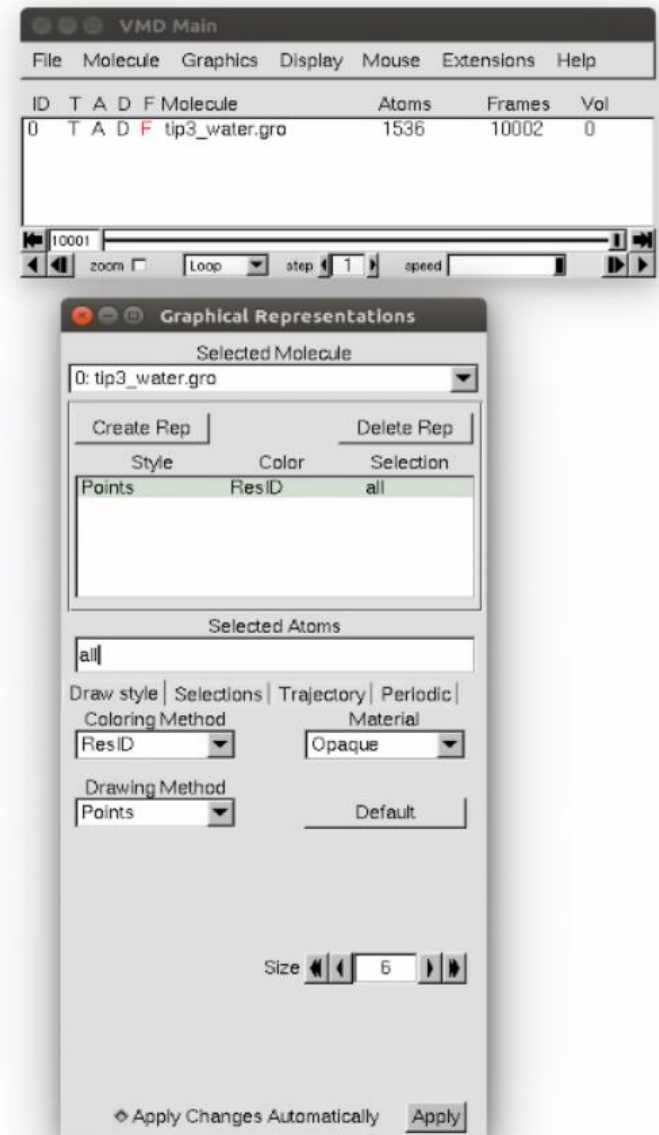 VMD Main
File Molecule Graphics Display Mouse Extensions Help
ID T A D F Molecule Atoms Frames Vol
0 T A D F tip3_water.gro 1536 10002 0
10001
zoom Loop step 1 speed
Graphical Representations
Selected Molecule
0: tip3_water.gro
Create Rep Delete Rep
Style Color Selection
Points ResID all
Selected Atoms
all
Draw style Selections Trajectory Periodic
Coloring Method Material
ResID Opaque
Drawing Method
Points Default
Size 6
Apply Changes Automatically Apply